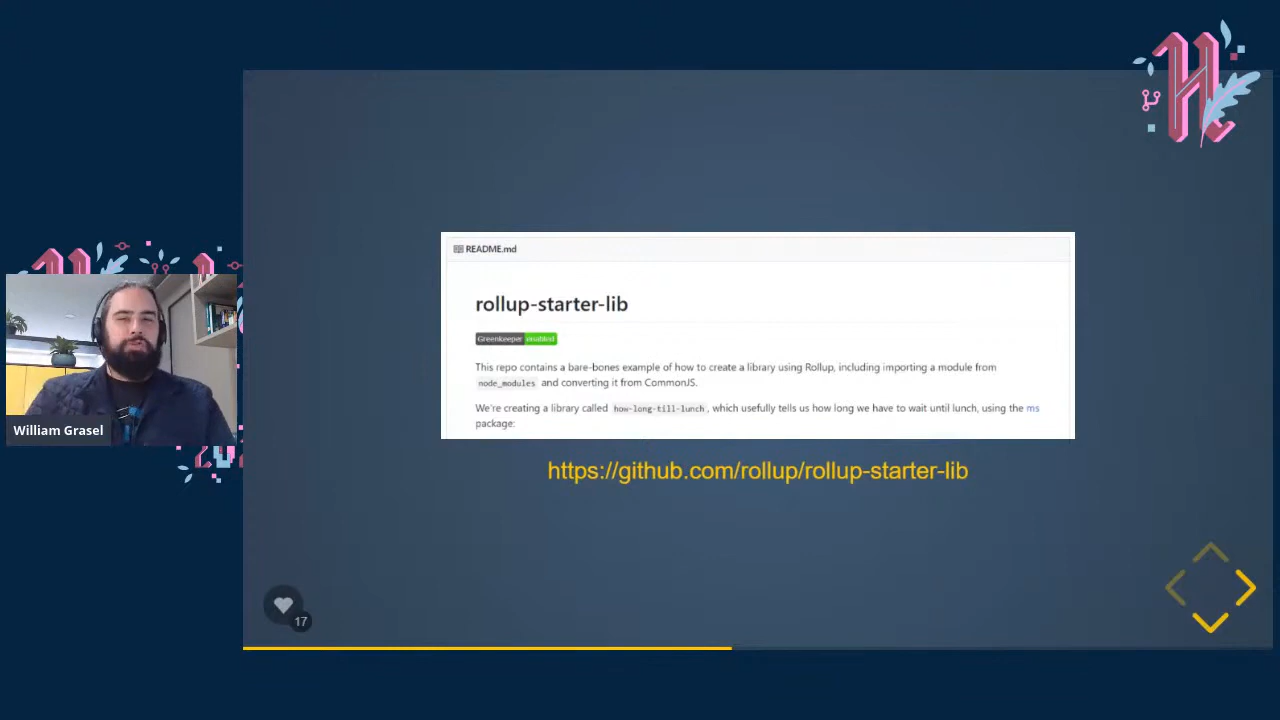 README.md
rollup-starter-lib
Greenkeeper enabled
This repo contains a bare-bones example of how to create a library using Rollup, including importing a module from
node_modules and converting it from CommonJS.
We're creating a library called how-long-till-lunch, which usefully tells us how long we have to wait until lunch, using the ms
package:
https://github.com/rollup/rollup-starter-lib
William Grasel
17